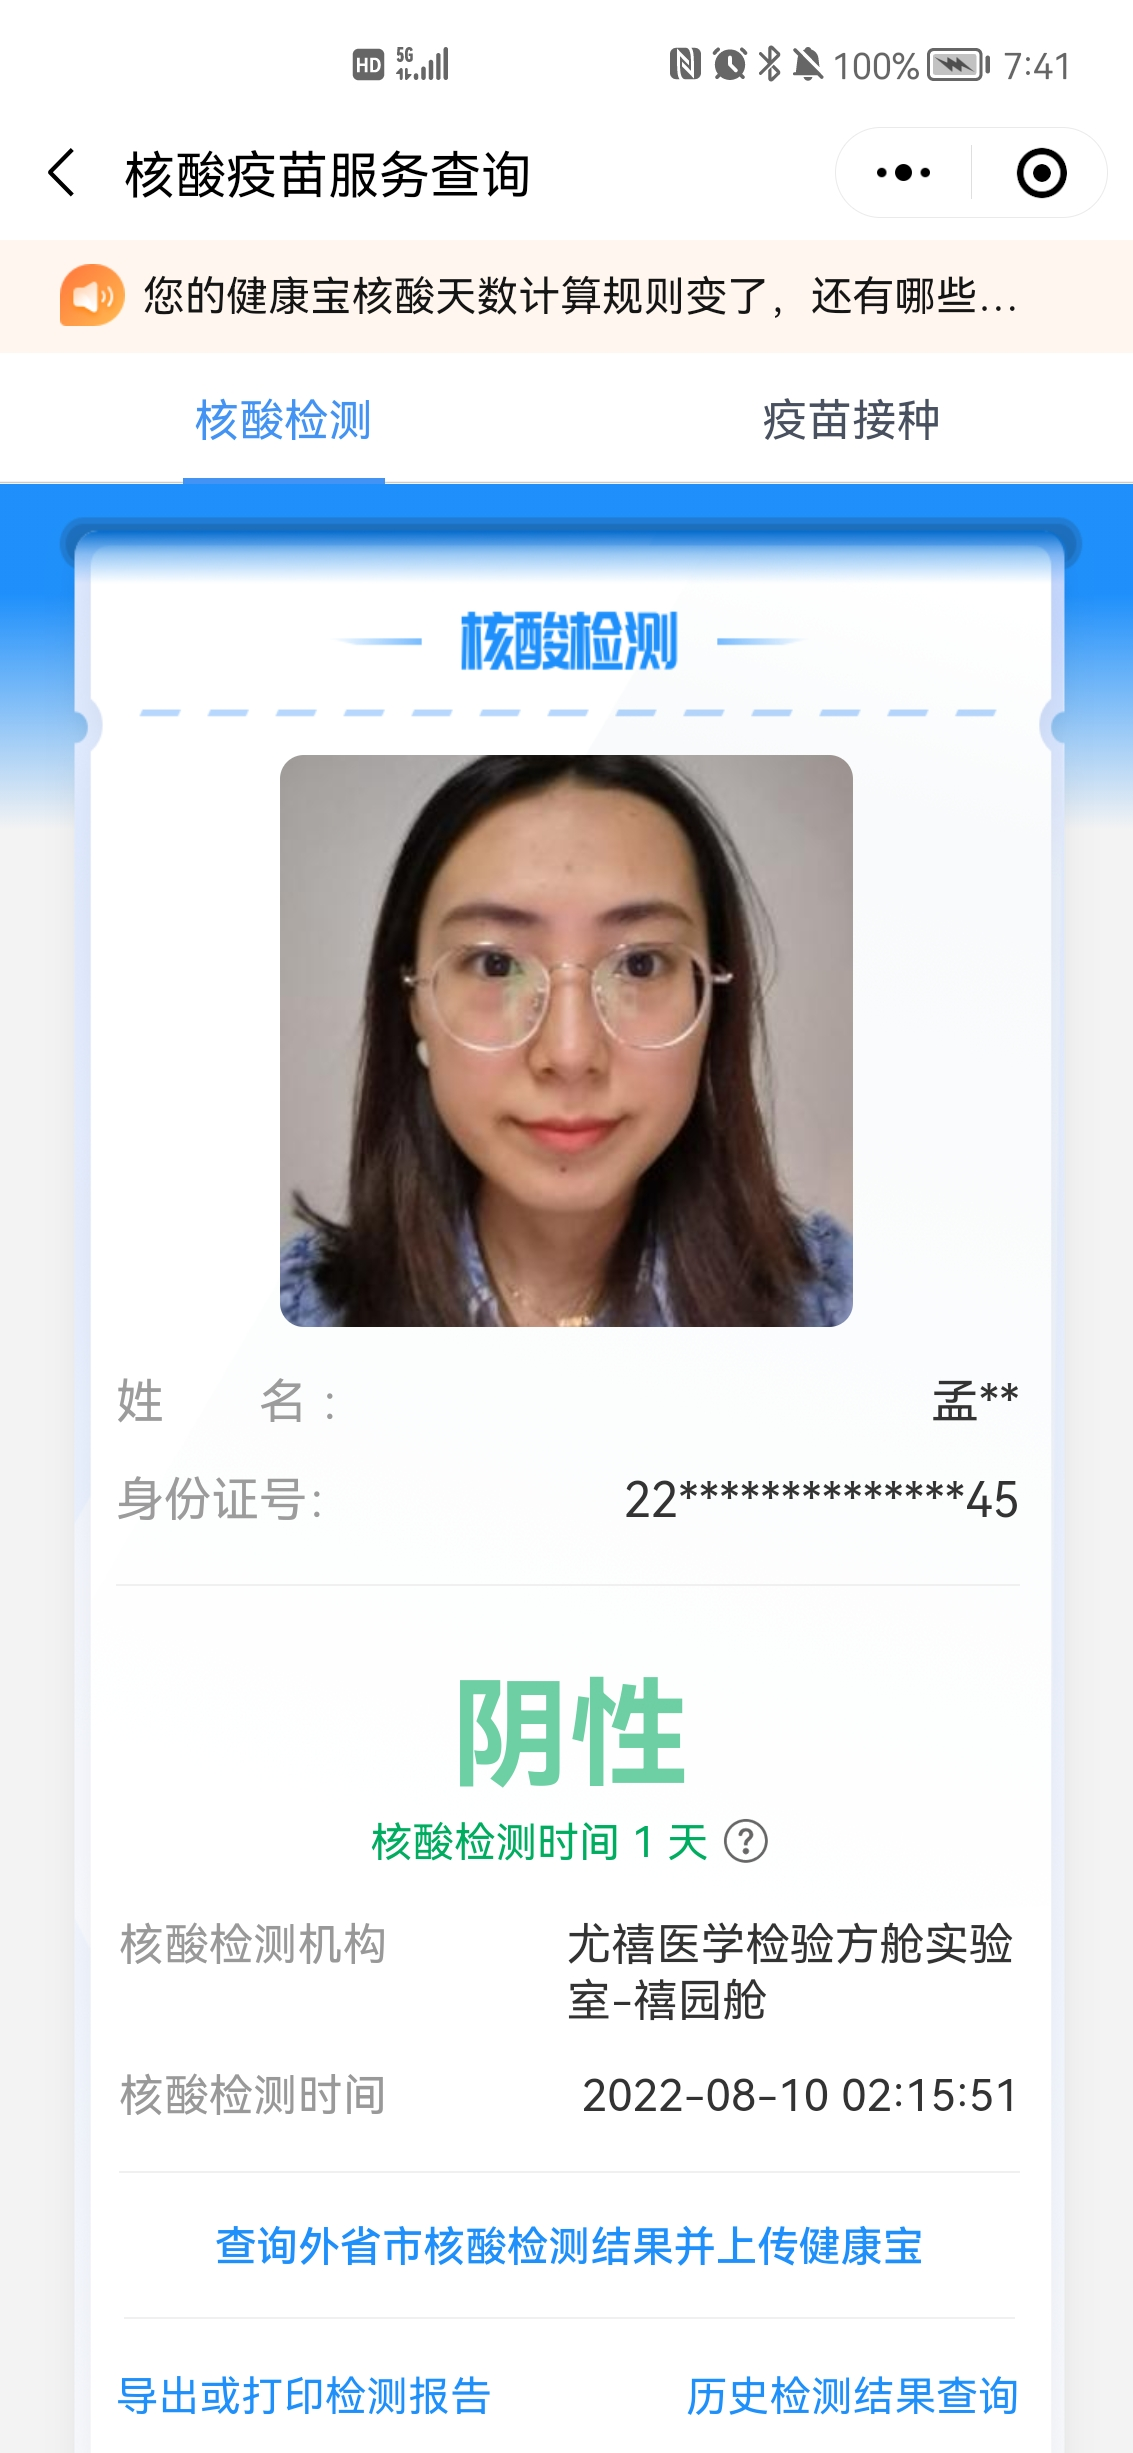 HD 5G 100% 7:41
核酸疫苗服务查询
您的健康宝核酸天数计算规则变了，还有哪些...
核酸检测 疫苗接种
核酸检测
姓 名： 孟**
身份证号： 22**************45
阴性
核酸检测时间 1 天 ?
核酸检测机构 尤禧医学检验方舱实验
室-禧园舱
核酸检测时间 2022-08-10 02:15:51
查询外省市核酸检测结果并上传健康宝
导出或打印检测报告 历史检测结果查询